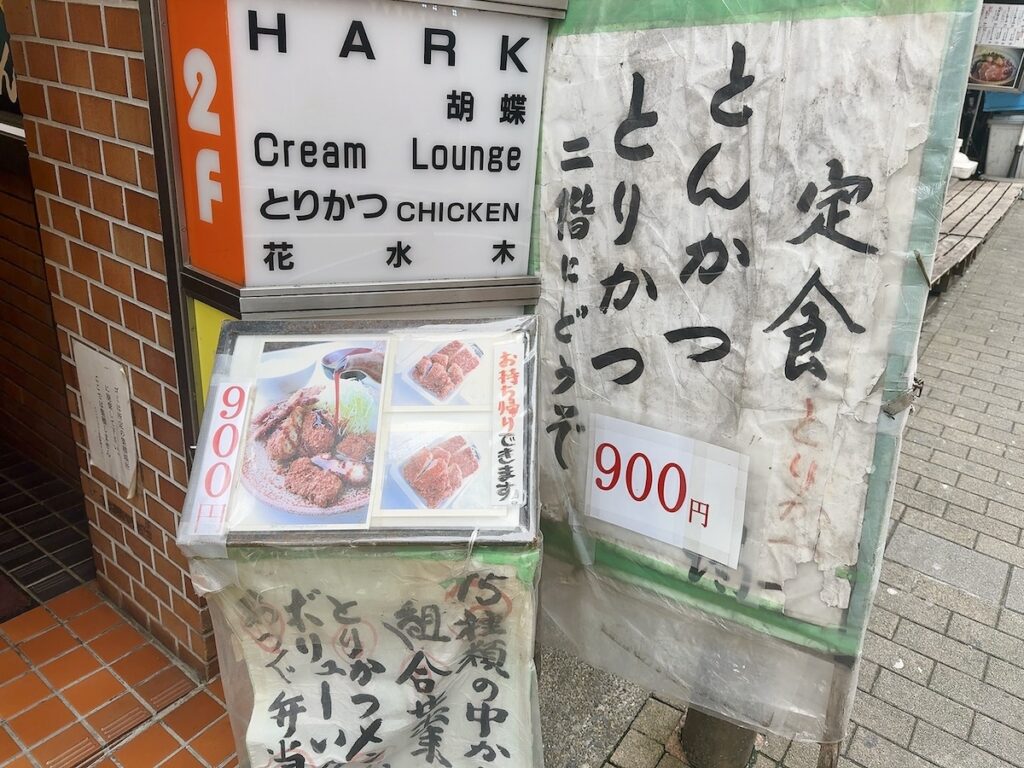 2F
HARK
胡蝶
Cream Lounge
とりかつ CHICKEN
花水木
定食
とんかつ
とりかつ
二階にどうぞ
900円
900円
お持ち帰り
できます。
15種類の中か
組合せ
とりかつメ
ボリュー
弁当